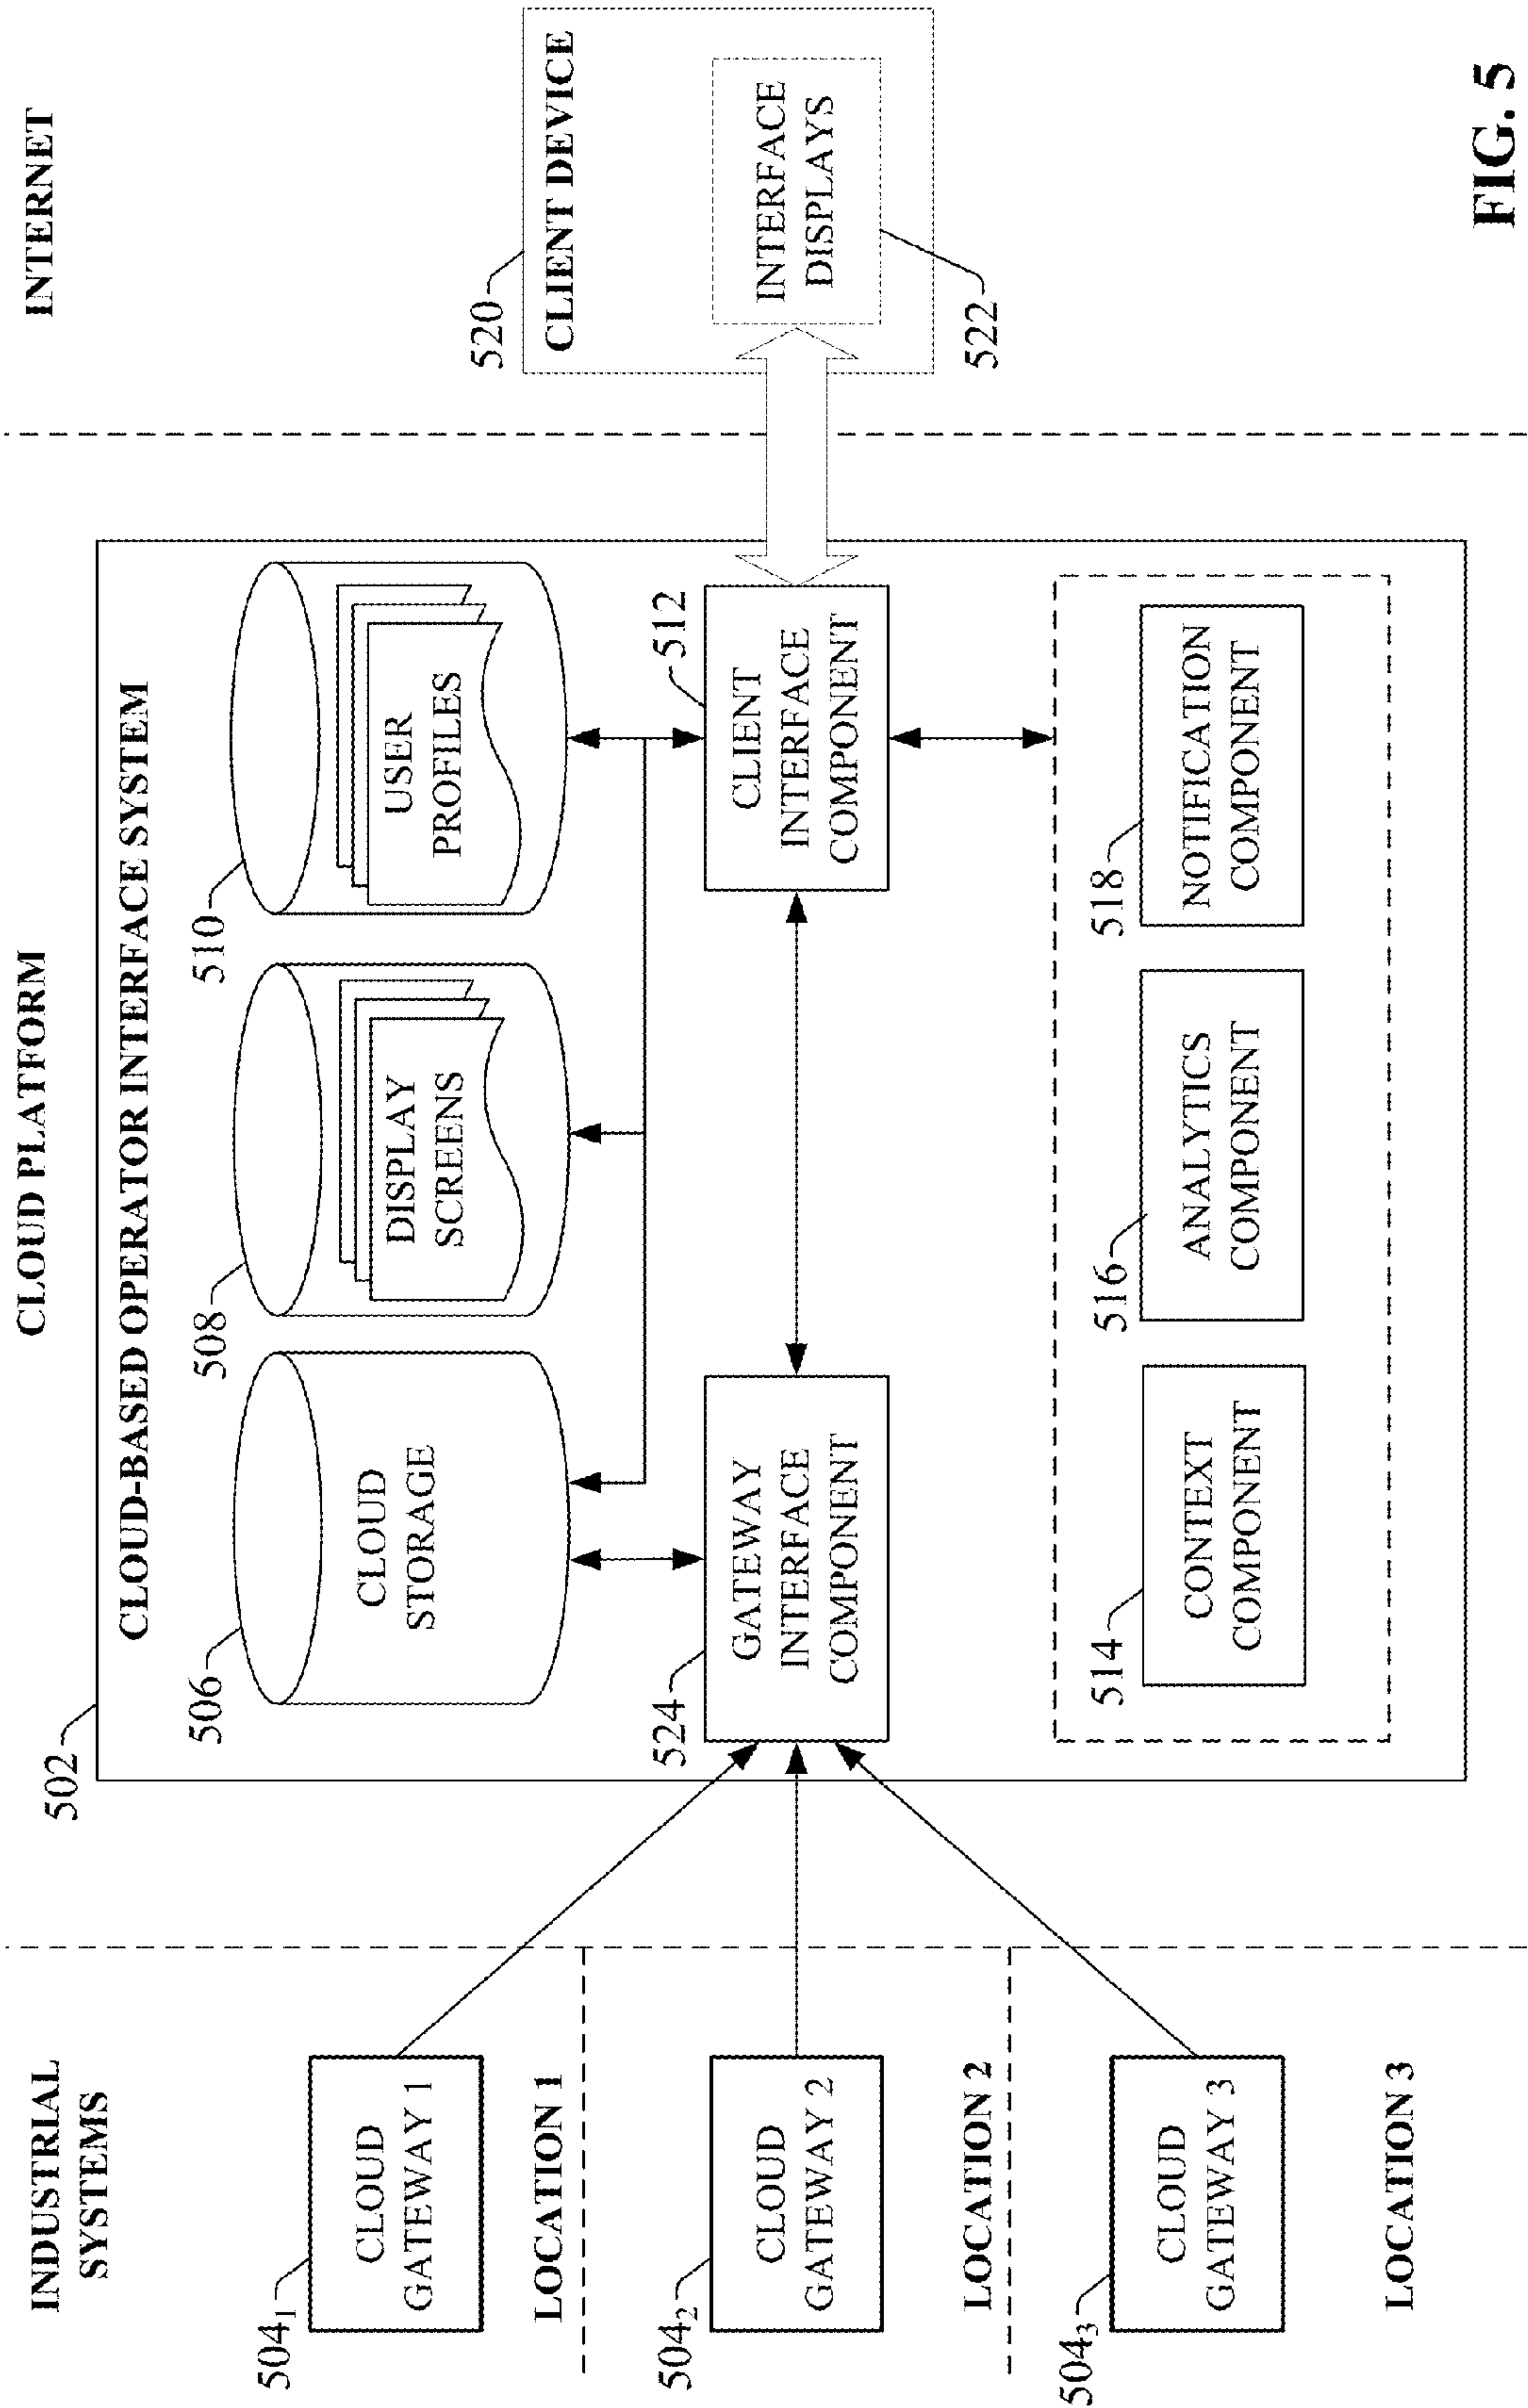 INDUSTRIAL
SYSTEMS
CLOUD PLATFORM
INTERNET
502
CLOUD-BASED OPERATOR INTERFACE SYSTEM
504₁
CLOUD
GATEWAY 1
LOCATION 1
504₂
CLOUD
GATEWAY 2
LOCATION 2
504₃
CLOUD
GATEWAY 3
LOCATION 3
506
CLOUD
STORAGE
508
DISPLAY
SCREENS
510
USER
PROFILES
524
GATEWAY
INTERFACE
COMPONENT
512
CLIENT
INTERFACE
COMPONENT
514
CONTEXT
COMPONENT
516
ANALYTICS
COMPONENT
518
NOTIFICATION
COMPONENT
520
CLIENT DEVICE
INTERFACE
DISPLAYS
522
FIG. 5